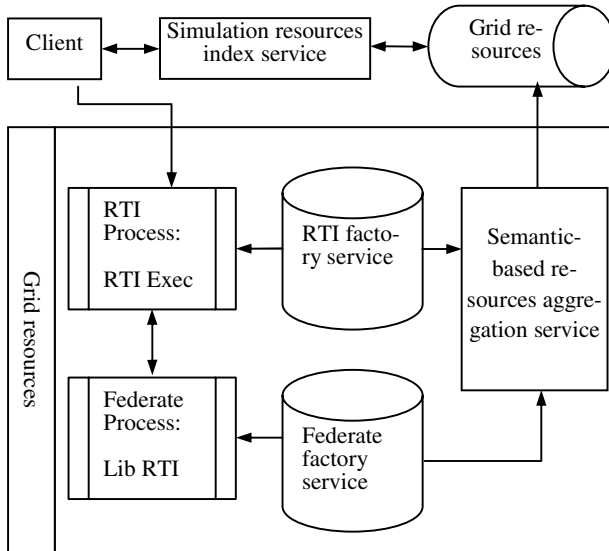 Client
Simulation resources
index service
Grid re-
sources
Grid resources
RTI
Process:
RTI Exec
RTI facto-
ry service
Semantic-
based re-
sources aggre-
gation service
Federate
Process:
Lib RTI
Federate
factory
service